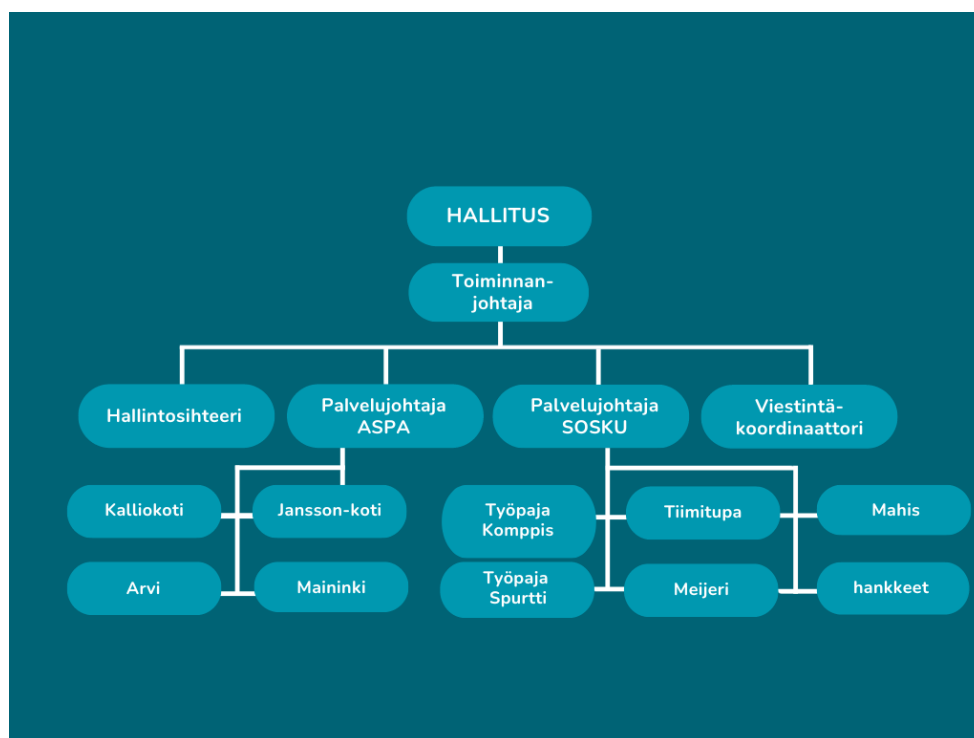 HALLITUS
Toiminnan-
johtaja
Hallintosihteeri
Palvelujohtaja
ASPA
Palvelujohtaja
SOSKU
Viestintä-
koordinaattori
Kalliokoti
Jansson-koti
Työpaja
Komppis
Tiimitupa
Mahis
Arvi
Maininki
Työpaja
Spurtti
Meijeri
hankkeet